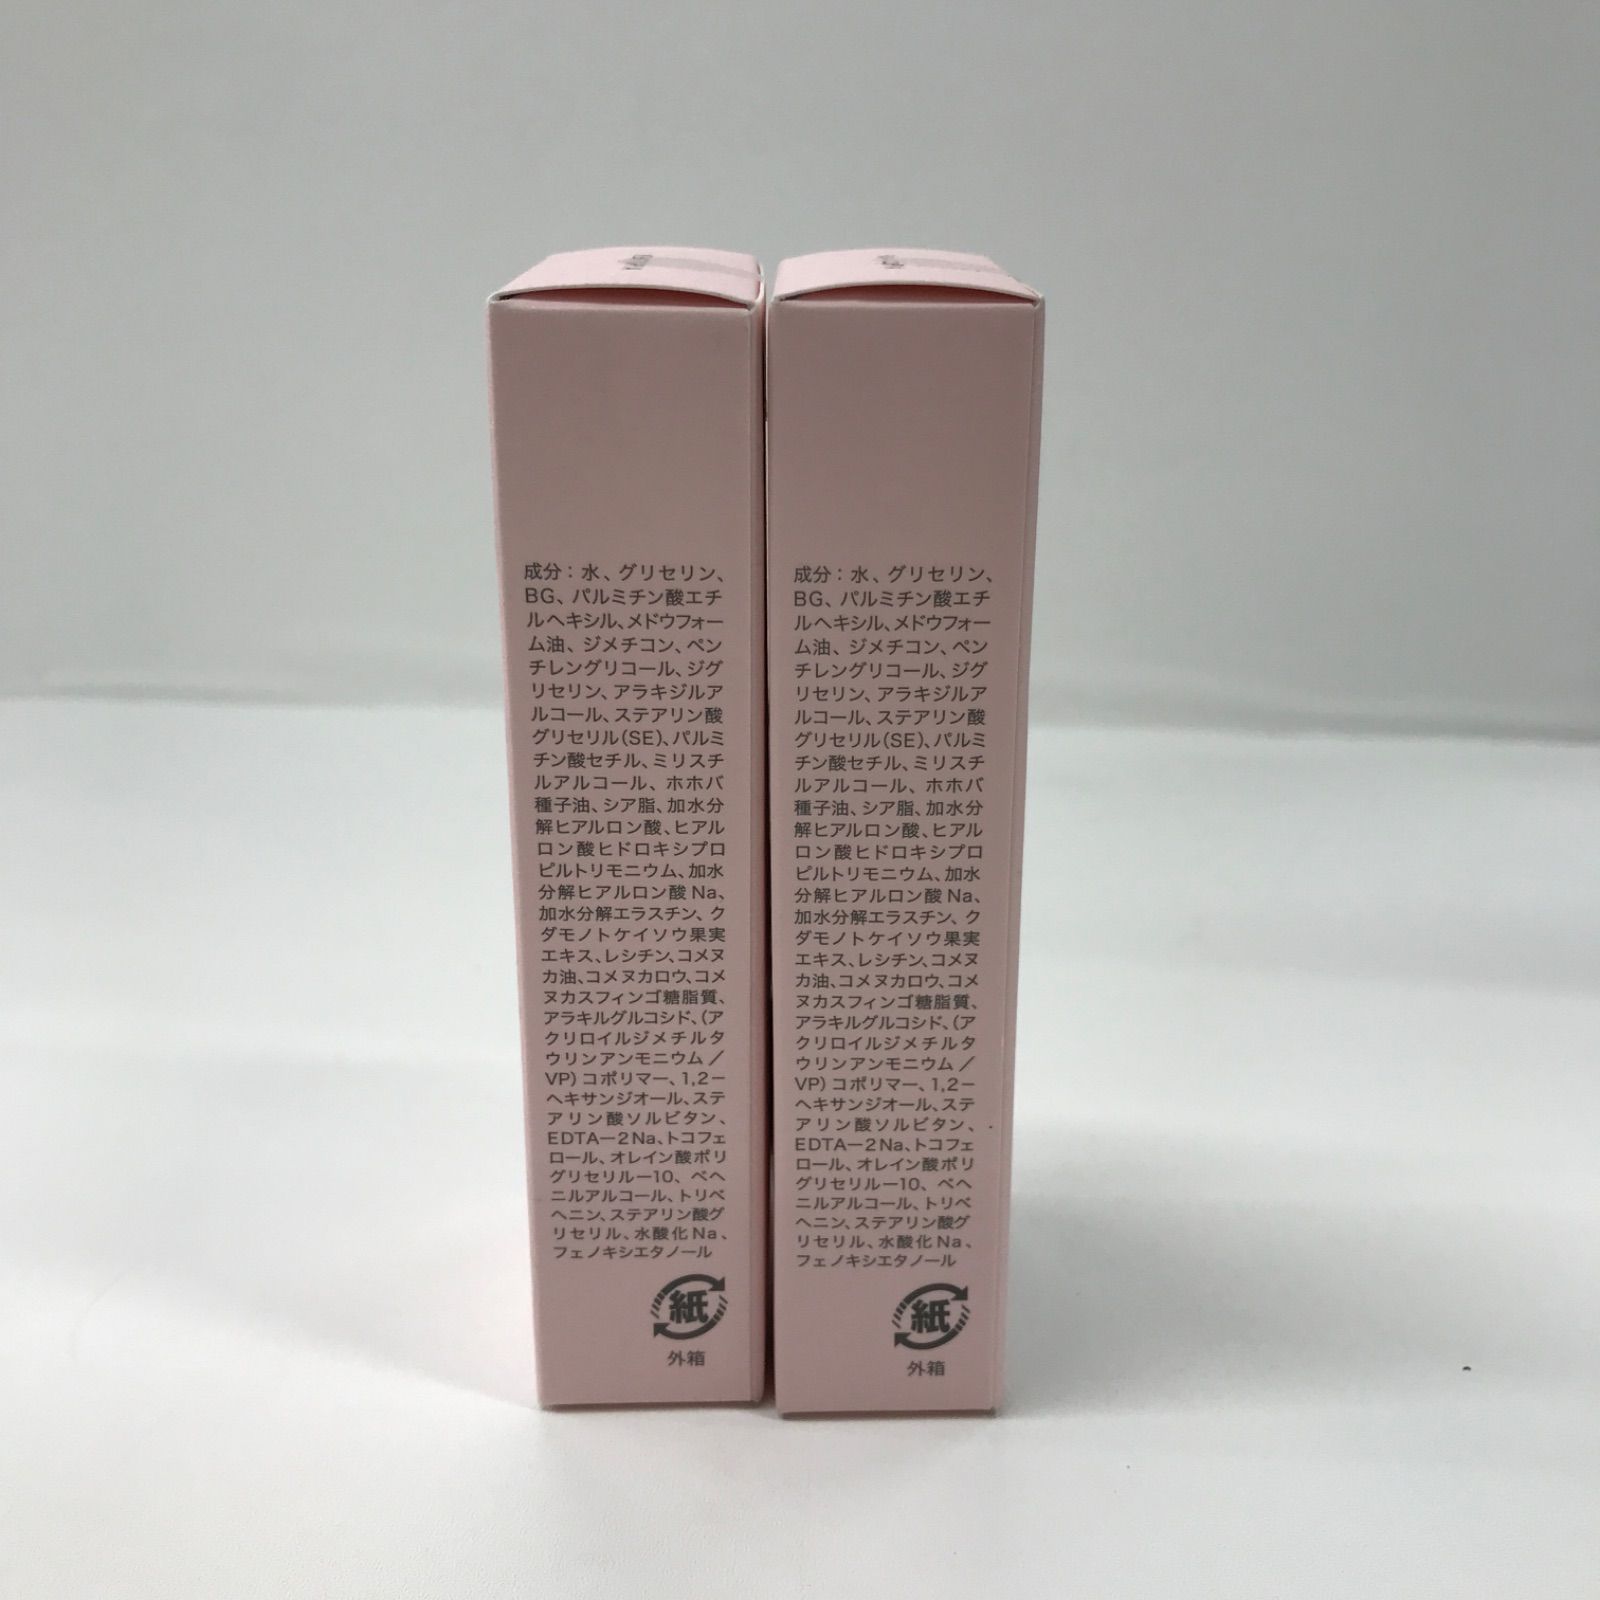 成分：水、グリセリン、
BG、パルミチン酸エチ
ルヘキシル、メドウフォー
ム油、ジメチコン、ペン
チレングリコール、ジグ
リセリン、アラキジルア
ルコール、ステアリン酸
グリセリル(SE)、パルミ
チン酸セチル、ミリスチ
ルアルコール、ホホバ
種子油、シア脂、加水分
解ヒアルロン酸、ヒアル
ロン酸ヒドロキシプロ
ピルトリモニウム、加水
分解ヒアルロン酸Na、
加水分解エラスチン、ク
ダモノトケイソウ果実
エキス、レシチン、コメヌ
カ油、コメヌカロウ、コメ
ヌカスフィンゴ糖脂質、
アラキルグルコシド、(ア
クリロイルジメチルタ
ウリンアンモニウム／
VP)コポリマー、1,2－
ヘキサンジオール、ステ
アリン酸ソルビタン、
EDTA－2Na、トコフェ
ロール、オレイン酸ポリ
グリセリル－10、ベヘ
ニルアルコール、トリベ
ヘニン、ステアリン酸グ
リセリル、水酸化Na、
フェノキシエタノール
紙
外箱
成分：水、グリセリン、
BG、パルミチン酸エチ
ルヘキシル、メドウフォー
ム油、ジメチコン、ペン
チレングリコール、ジグ
リセリン、アラキジルア
ルコール、ステアリン酸
グリセリル(SE)、パルミ
チン酸セチル、ミリスチ
ルアルコール、ホホバ
種子油、シア脂、加水分
解ヒアルロン酸、ヒアル
ロン酸ヒドロキシプロ
ピルトリモニウム、加水
分解ヒアルロン酸Na、
加水分解エラスチン、ク
ダモノトケイソウ果実
エキス、レシチン、コメヌ
カ油、コメヌカロウ、コメ
ヌカスフィンゴ糖脂質、
アラキルグルコシド、(ア
クリロイルジメチルタ
ウリンアンモニウム／
VP)コポリマー、1,2－
ヘキサンジオール、ステ
アリン酸ソルビタン、
EDTA－2Na、トコフェ
ロール、オレイン酸ポリ
グリセリル－10、ベヘ
ニルアルコール、トリベ
ヘニン、ステアリン酸グ
リセリル、水酸化Na、
フェノキシエタノール
紙
外箱